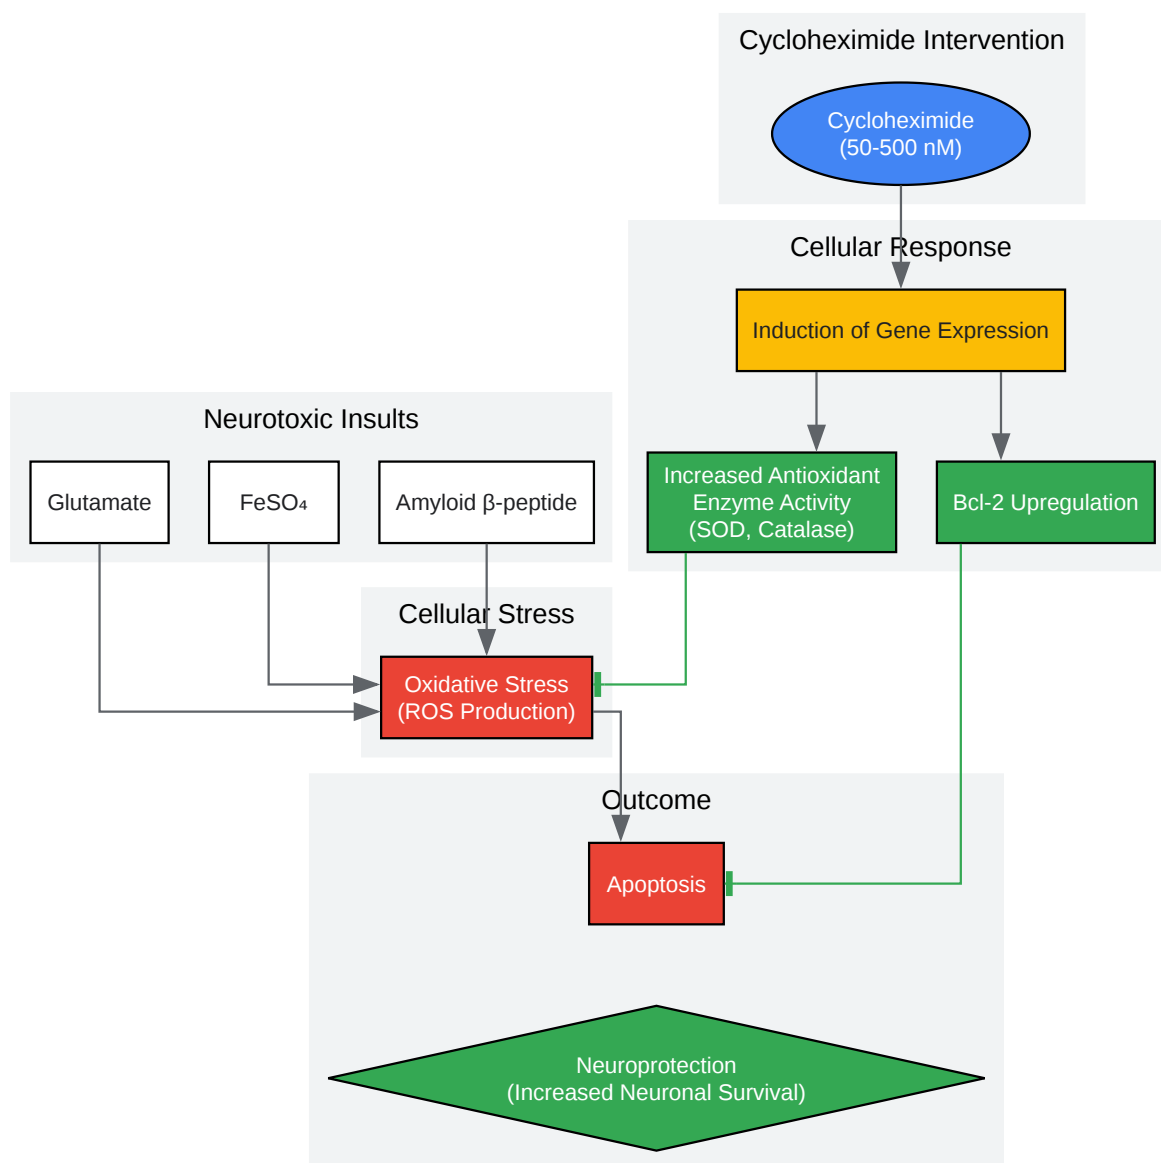 Cycloheximide Intervention
Cycloheximide
(50-500 nM)
Cellular Response
Induction of Gene Expression
Neurotoxic Insults
Glutamate
FeSO₄
Amyloid β-peptide
Increased Antioxidant
Enzyme Activity
(SOD, Catalase)
Bcl-2 Upregulation
Cellular Stress
Oxidative Stress
(ROS Production)
Outcome
Apoptosis
Neuroprotection
(Increased Neuronal Survival)